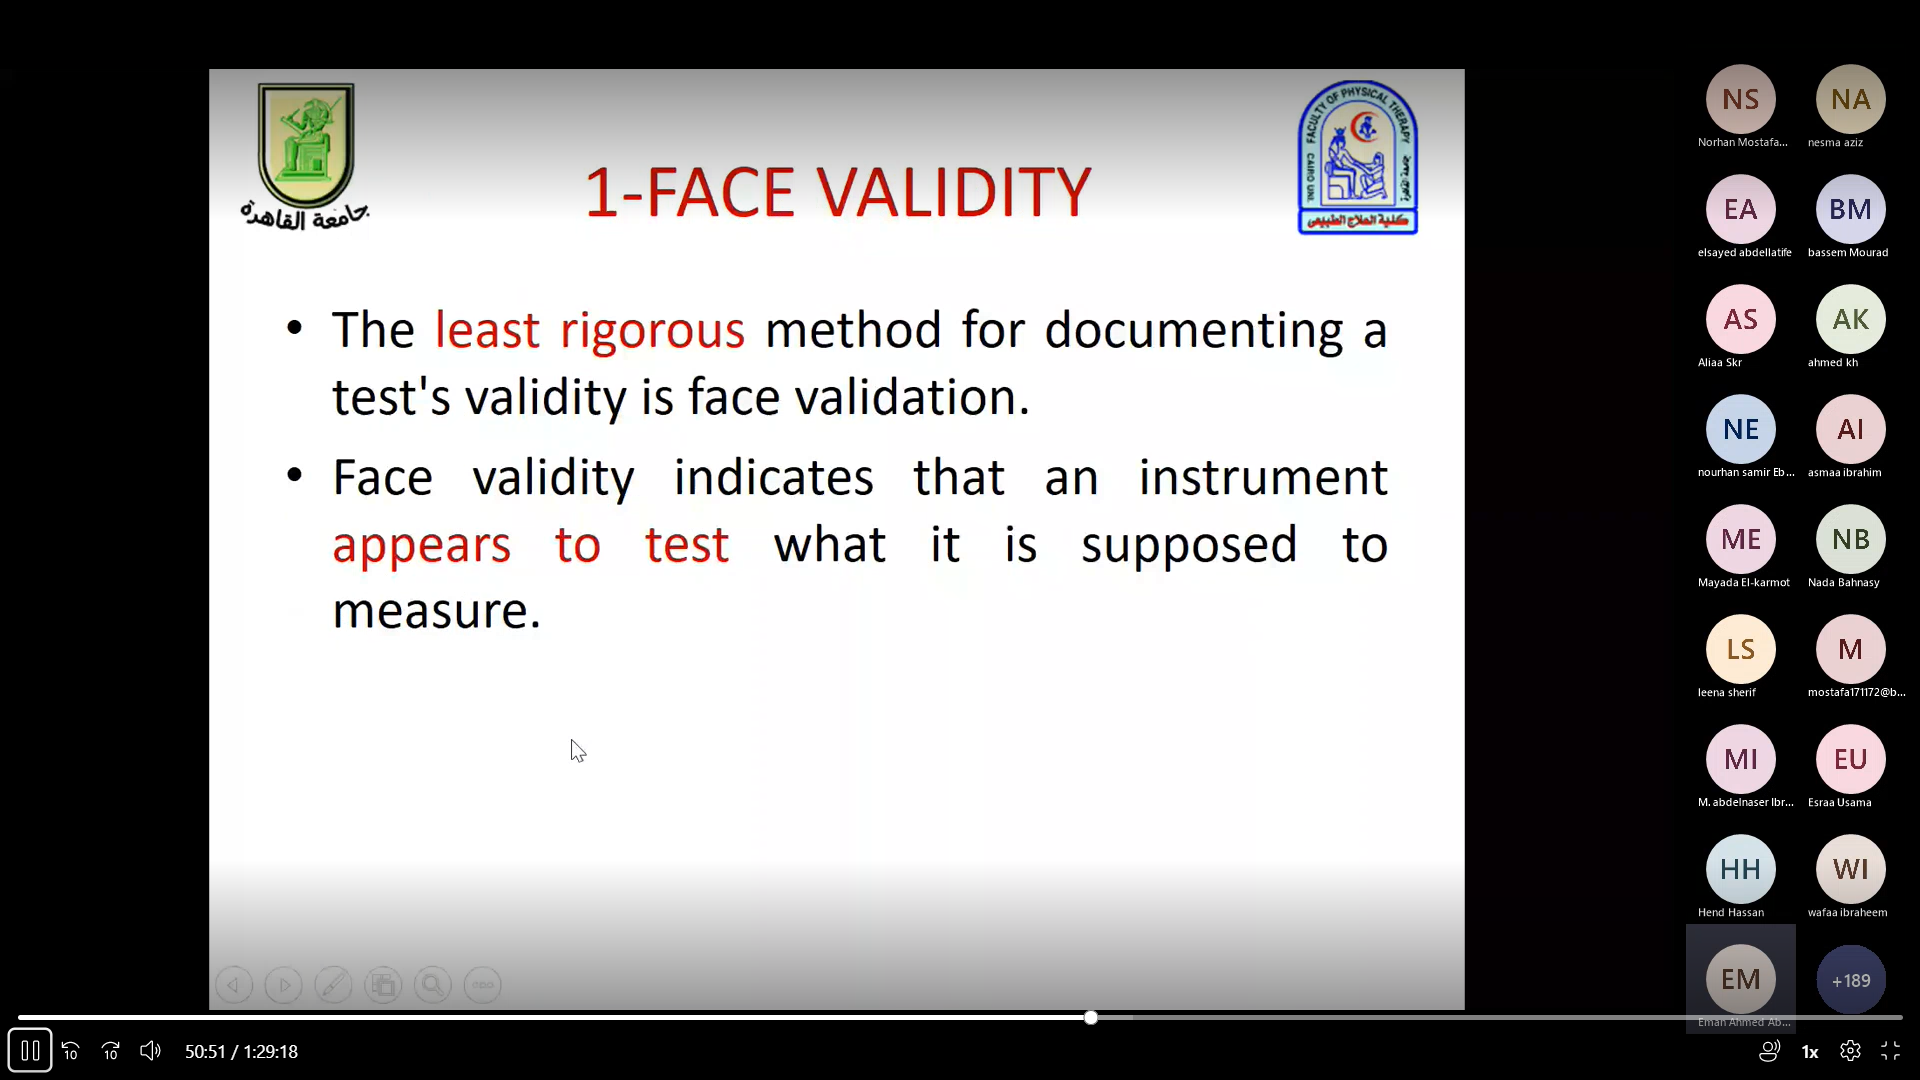 جامعة القاهرة
FACULTY OF PHYSICAL THERAPY
CAIRO UNI.
كلية العلاج الطبيعى
1-FACE VALIDITY
• The least rigorous method for documenting a
test's validity is face validation.
• Face validity indicates that an instrument
appears to test what it is supposed to
measure.
NS
NA
Norhan Mostafa...
nesma aziz
EA
BM
elsayed abdellatife
bassem Mourad
AS
AK
Aliaa Skr
ahmed kh
NE
AI
nourhan samir Eb...
asmaa ibrahim
ME
NB
Mayada El-karmot
Nada Bahnasy
LS
M
leena sherif
mostafa171172@b...
MI
EU
M. abdelnaser Ibr...
Esraa Usama
HH
WI
Hend Hassan
wafaa ibraheem
EM
+189
Eman Ahmed Ab...
10
10
50:51 / 1:29:18
1x